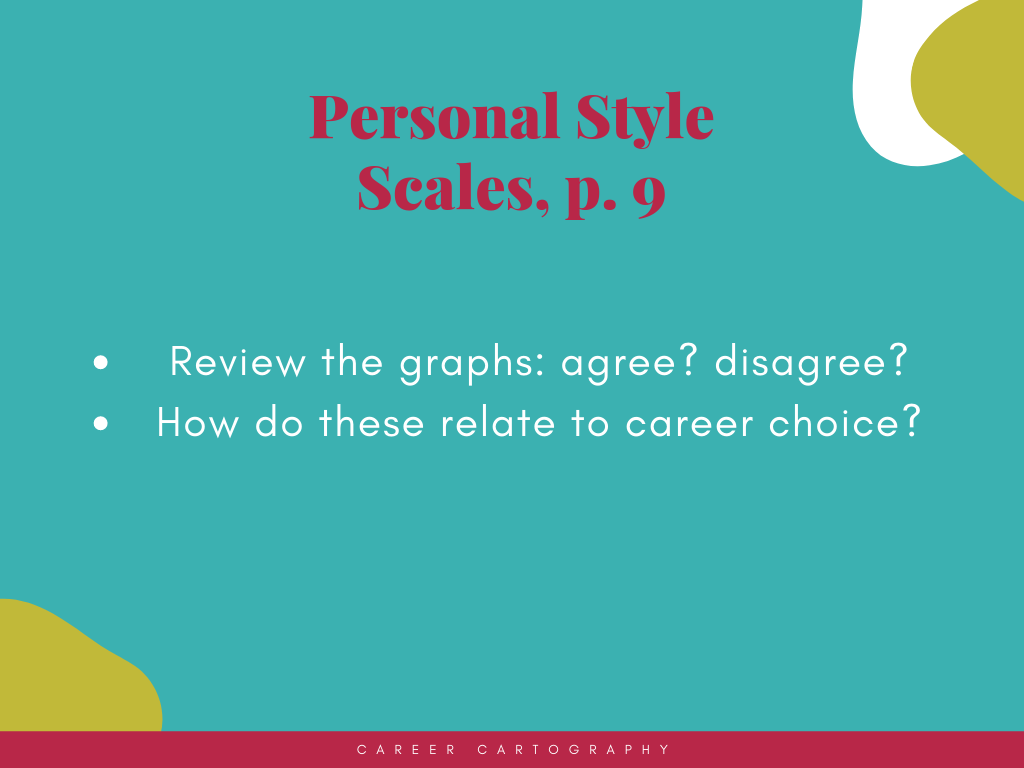 Personal Style
Scales, p. 9
• Review the graphs: agree? disagree?
• How do these relate to career choice?
CAREER CARTOGRAPHY